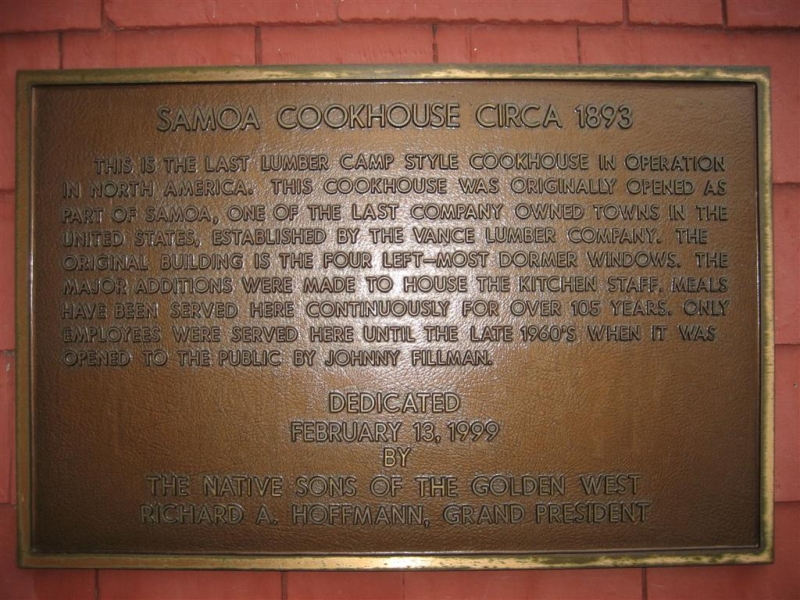 SAMOA COOKHOUSE CIRCA 1893
THIS IS THE LAST LUMBER CAMP STYLE COOKHOUSE IN OPERATION
IN NORTH AMERICA. THIS COOKHOUSE WAS ORIGINALLY OPENED AS
PART OF SAMOA, ONE OF THE LAST COMPANY OWNED TOWNS IN THE
UNITED STATES, ESTABLISHED BY THE VANCE LUMBER COMPANY. THE
ORIGINAL BUILDING IS THE FOUR LEFT—MOST DORMER WINDOWS. THE
MAJOR ADDITIONS WERE MADE TO HOUSE THE KITCHEN STAFF. MEALS
HAVE BEEN SERVED HERE CONTINUOUSLY FOR OVER 105 YEARS. ONLY
EMPLOYEES WERE SERVED HERE UNTIL THE LATE 1960'S WHEN IT WAS
OPENED TO THE PUBLIC BY JOHNNY FILLMAN.
DEDICATED
FEBRUARY 13, 1999
BY
THE NATIVE SONS OF THE GOLDEN WEST
RICHARD A. HOFFMANN, GRAND PRESIDENT